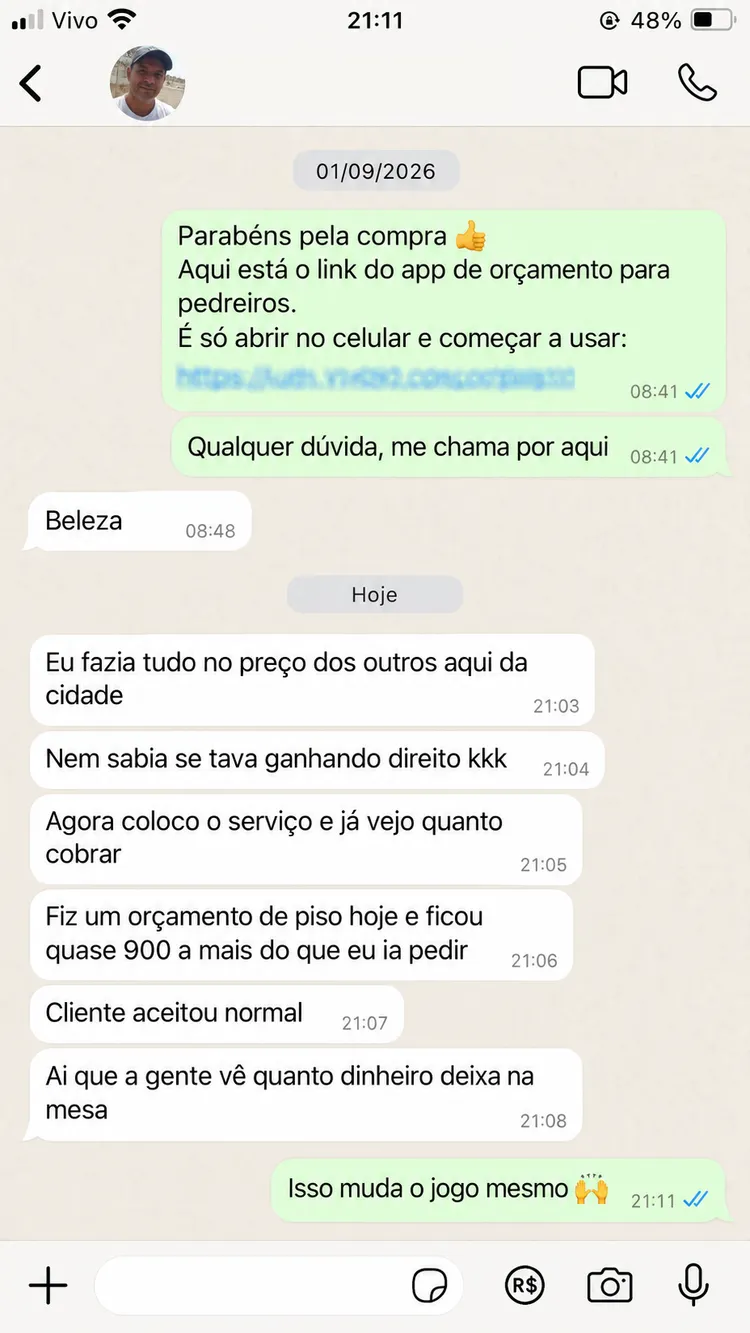 Vivo 21:11 48%
01/09/2026
Parabéns pela compra 👍
Aqui está o link do app de orçamento para
pedreiros.
É só abrir no celular e começar a usar:
08:41
Qualquer dúvida, me chama por aqui 08:41
Beleza 08:48
Hoje
Eu fazia tudo no preço dos outros aqui da
cidade 21:03
Nem sabia se tava ganhando direito kkk 21:04
Agora coloco o serviço e já vejo quanto
cobrar 21:05
Fiz um orçamento de piso hoje e ficou
quase 900 a mais do que eu ia pedir 21:06
Cliente aceitou normal 21:07
Ai que a gente vê quanto dinheiro deixa na
mesa 21:08
Isso muda o jogo mesmo 🙌 21:11
R$